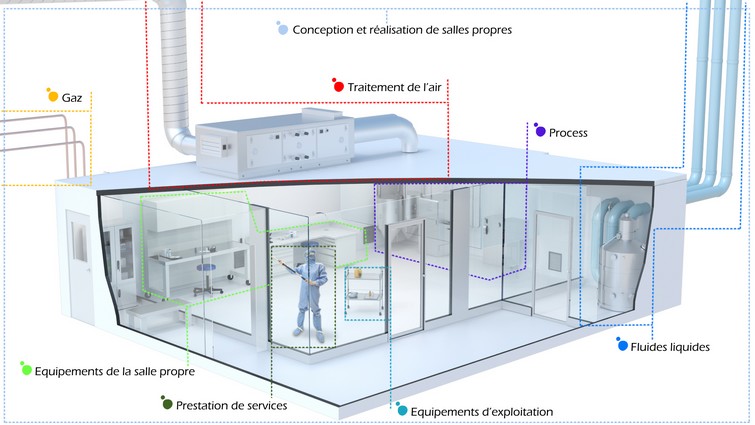 Conception et réalisation de salles propres
Traitement de l'air
Gaz
Process
Fluides liquides
Equipements de la salle propre
Prestation de services
Equipements d'exploitation